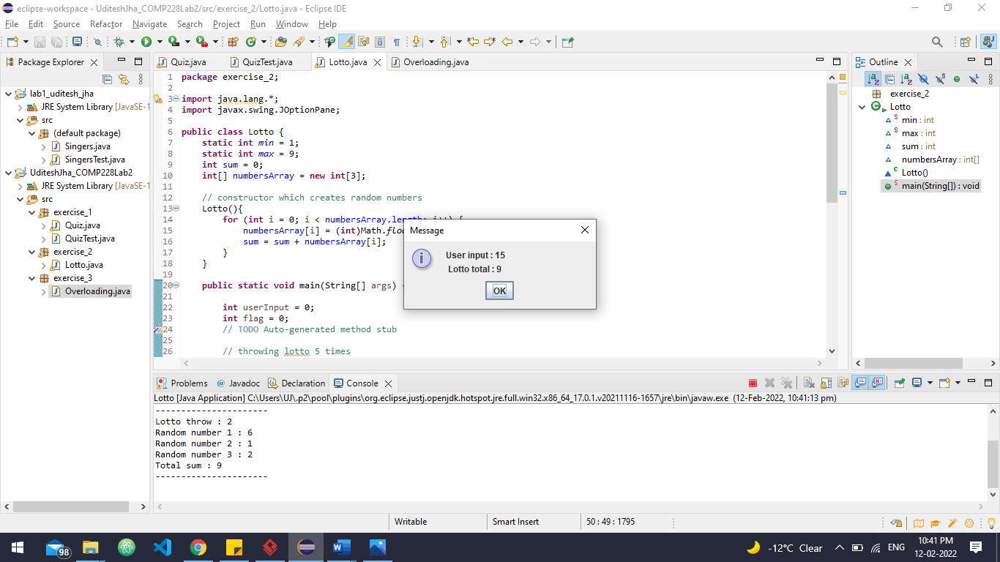 eclipse-workspace - UditeshJha_COMP228Lab2/src/exercise_2/Lotto.java - Eclipse IDE
File Edit Source Refactor Navigate Search Project Run Window Help
Package Explorer
lab1_uditesh_jha
JRE System Library [JavaSE-1
src
(default package)
Singers.java
SingersTest.java
UditeshJha_COMP228Lab2
JRE System Library [JavaSE-1
src
exercise_1
Quiz.java
QuizTest.java
exercise_2
Lotto.java
exercise_3
Overloading.java
Quiz.java QuizTest.java Lotto.java Overloading.java
1 package exercise_2;
2
3 import java.lang.*;
4 import javax.swing.JOptionPane;
5
6 public class Lotto {
7 static int min = 1;
8 static int max = 9;
9 int sum = 0;
10 int[] numbersArray = new int[3];
11
12 // constructor which creates random numbers
13 Lotto(){
14 for (int i = 0; i < numbersArray.length; i++) {
15 numbersArray[i] = (int)Math.floo
16 sum = sum + numbersArray[i];
17 }
18 }
19
20 public static void main(String[] args) {
21
22 int userInput = 0;
23 int flag = 0;
24 // TODO Auto-generated method stub
25
26 // throwing lotto 5 times
Message
User input : 15
Lotto total : 9
OK
Outline
exercise_2
Lotto
min : int
max : int
sum : int
numbersArray : int[]
Lotto()
main(String[]) : void
Problems Javadoc Declaration Console
Lotto [Java Application] C:\Users\UJ\.p2\pool\plugins\org.eclipse.justj.openjdk.hotspot.jre.full.win32.x86_64_17.0.1.v20211116-1657\jre\bin\javaw.exe (12-Feb-2022, 10:41:13 pm)
----------------------
Lotto throw : 2
Random number 1 : 6
Random number 2 : 1
Random number 3 : 2
Total sum : 9
----------------------
Writable Smart Insert 50 : 49 : 1795
98
-12°C Clear ENG 10:41 PM
12-02-2022